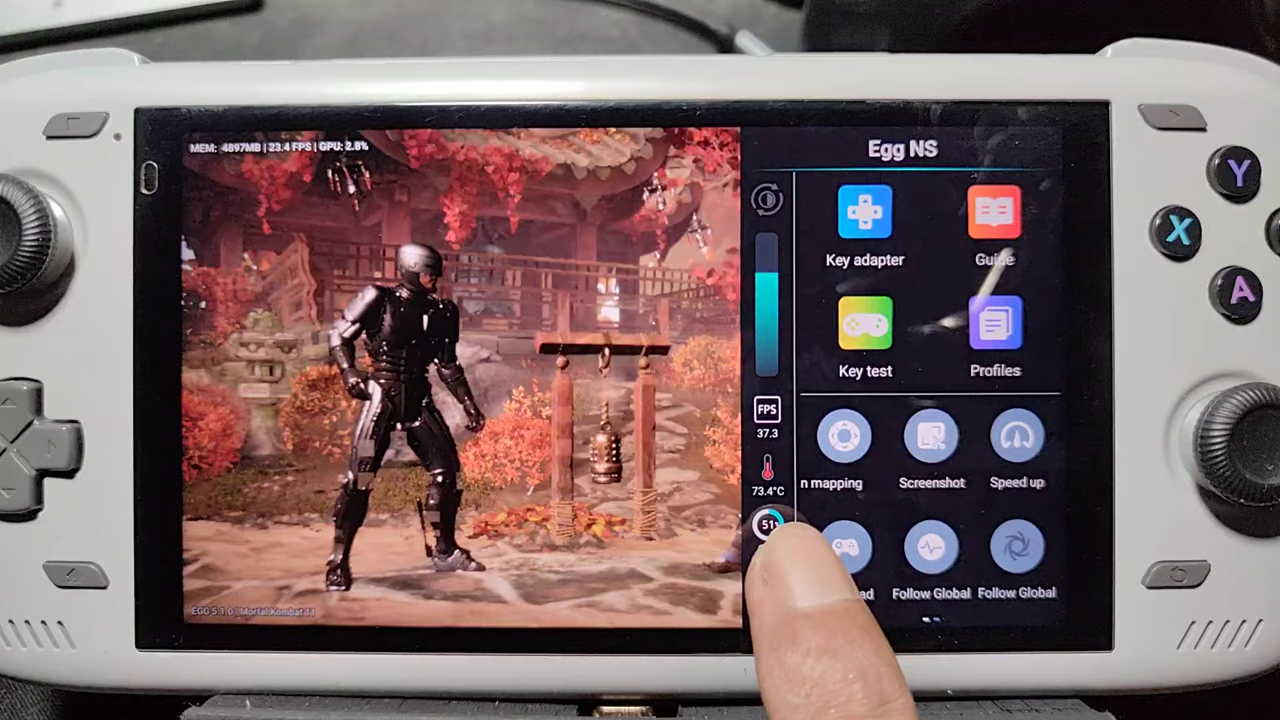 MEM: 4897MB | 23.4 FPS | GPU: 2.8%
Egg NS
Key adapter
Guide
Key test
Profiles
FPS
37.3
n mapping
Screenshot
Speed up
73.4°C
51
ad
Follow Global
Follow Global
EGG 5.1.0 | Mortal Kombat 11
Y
X
A